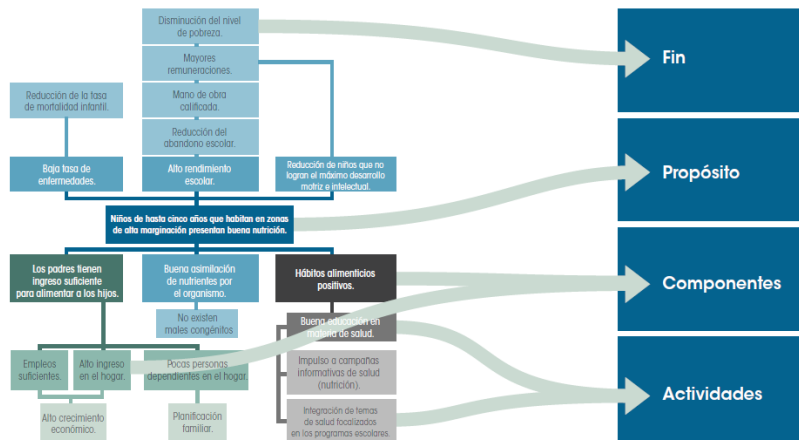 Disminución del nivel
de pobreza.
Mayores
remuneraciones.
Mano de obra
calificada.
Reducción del
abandono escolar.
Alto rendimiento
escolar.
Reducción de la tasa
de mortalidad infantil.
Baja tasa de
enfermedades.
Reducción de niños que no
logran el máximo desarrollo
motriz e intelectual.
Niños de hasta cinco años que habitan en zonas
de alta marginación presentan buena nutrición.
Los padres tienen
ingreso suficiente
para alimentar a los hijos.
Buena asimilación
de nutrientes por
el organismo.
Hábitos alimenticios
positivos.
No existen
males congénitos
Buena educación en
materia de salud.
Empleos
suficientes.
Alto ingreso
en el hogar.
Pocas personas
dependientes en el hogar.
Impulso a campañas
informativas de salud
(nutrición).
Alto crecimiento
económico.
Planificación
familiar.
Integración de temas
de salud focalizados
en los programas escolares.
Fin
Propósito
Componentes
Actividades